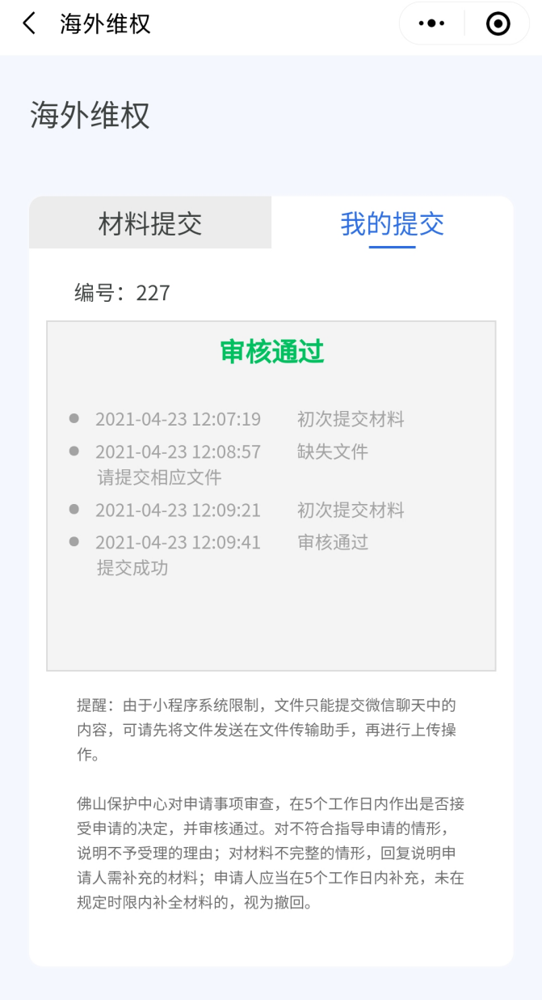 海外维权
海外维权
材料提交
我的提交
编号：227
审核通过
2021-04-23 12:07:19 初次提交材料
2021-04-23 12:08:57 缺失文件
请提交相应文件
2021-04-23 12:09:21 初次提交材料
2021-04-23 12:09:41 审核通过
提交成功
提醒：由于小程序系统限制，文件只能提交微信聊天中的
内容，可请先将文件发送在文件传输助手，再进行上传操
作。
佛山保护中心对申请事项审查，在5个工作日内作出是否接
受申请的决定，并审核通过。对不符合指导申请的情形，
说明不予受理的理由；对材料不完整的情形，回复说明申
请人需补充的材料；申请人应当在5个工作日内补充，未在
规定时限内补全材料的，视为撤回。